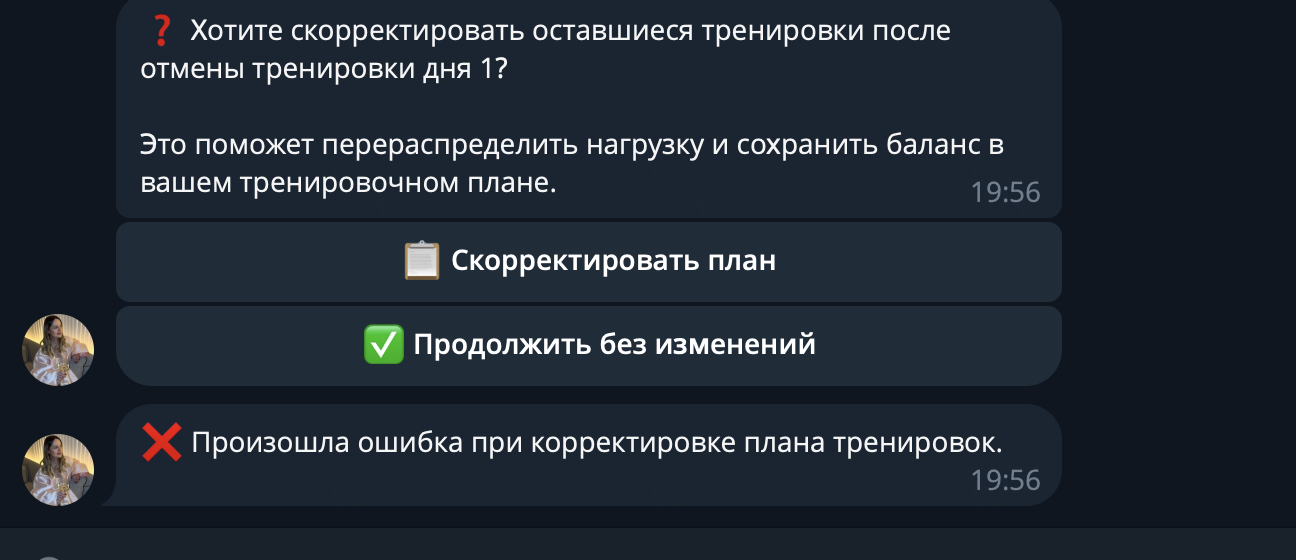 ❓ Хотите скорректировать оставшиеся тренировки после
отмены тренировки дня 1?
Это поможет перераспределить нагрузку и сохранить баланс в
вашем тренировочном плане.
19:56
📋 Скорректировать план
✅ Продолжить без изменений
❌ Произошла ошибка при корректировке плана тренировок.
19:56